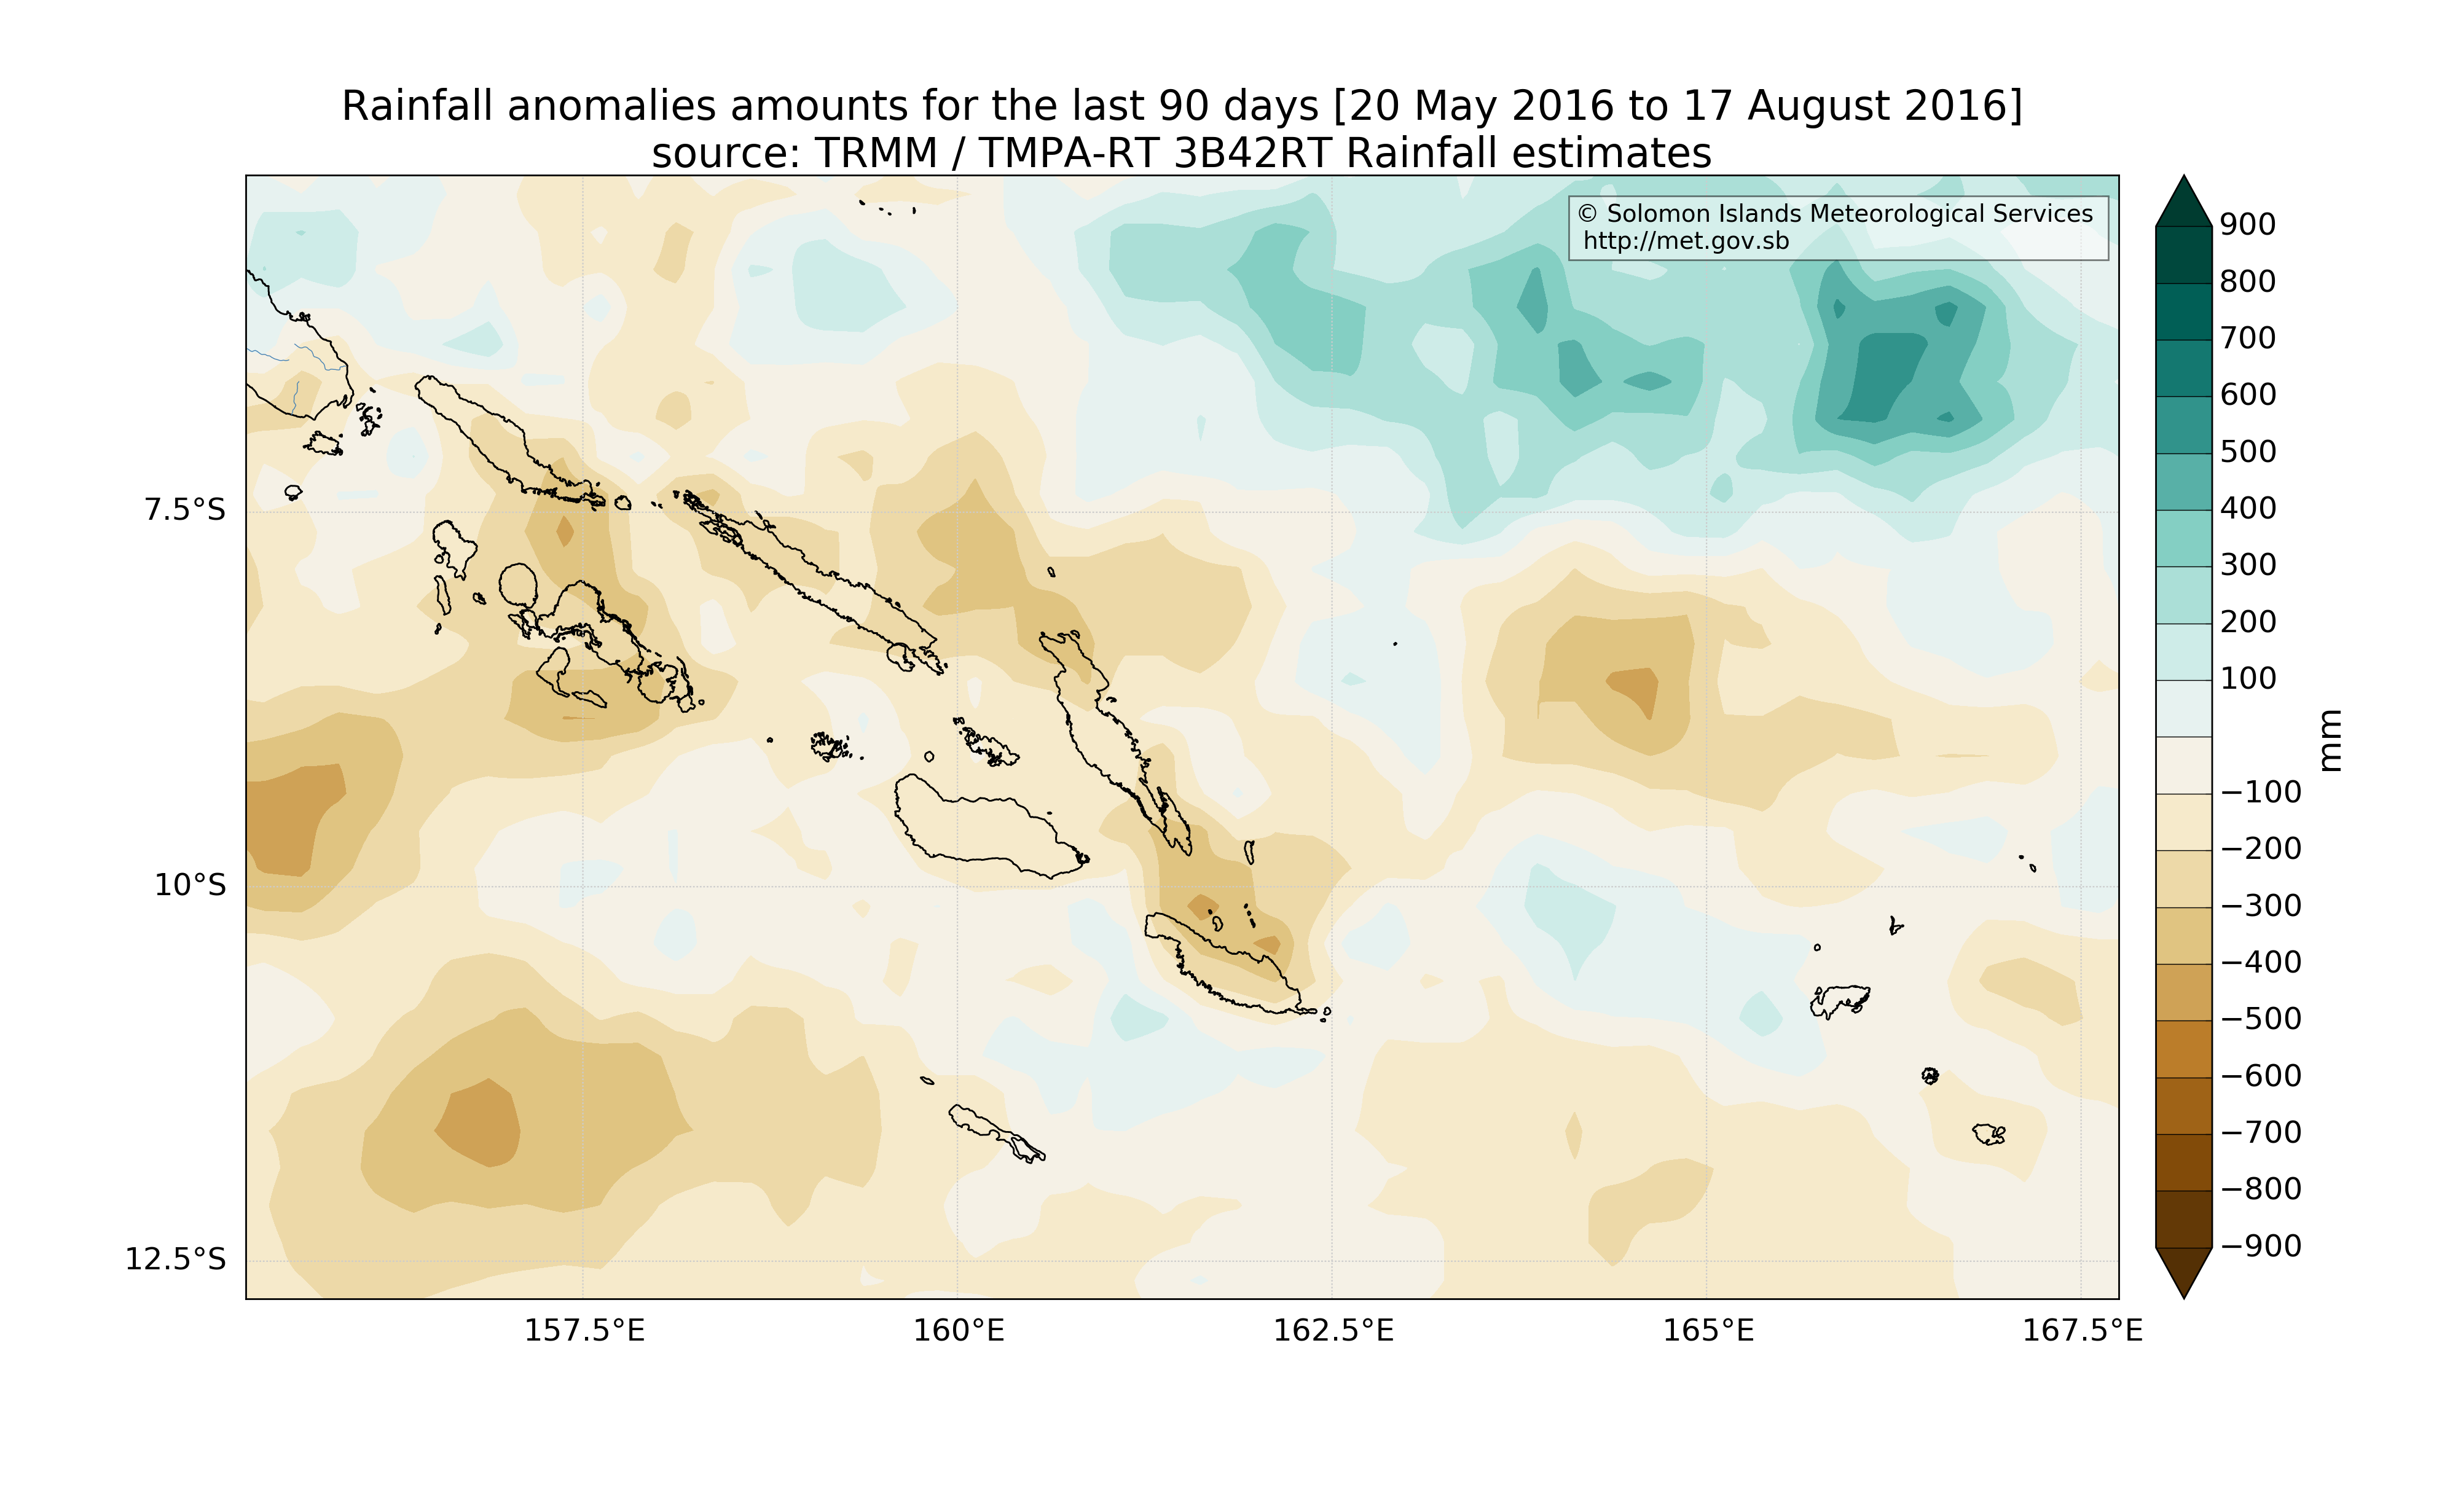 Rainfall anomalies amounts for the last 90 days [20 May 2016 to 17 August 2016]
source: TRMM / TMPA-RT 3B42RT Rainfall estimates
© Solomon Islands Meteorological Services
http://met.gov.sb
7.5°S
10°S
12.5°S
157.5°E
160°E
162.5°E
165°E
167.5°E
900
800
700
600
500
400
300
200
100
−100
−200
−300
−400
−500
−600
−700
−800
−900
mm